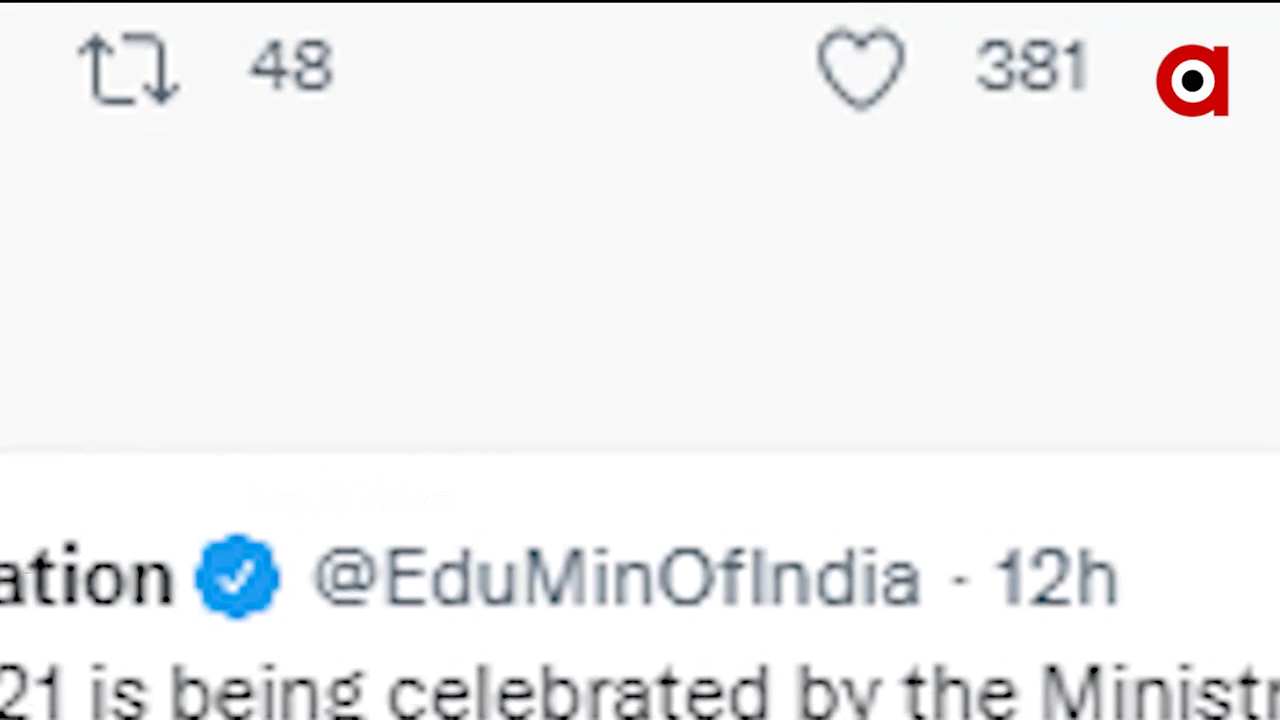 48 381
ation @EduMinOfIndia · 12h
21 is being celebrated by the Ministr